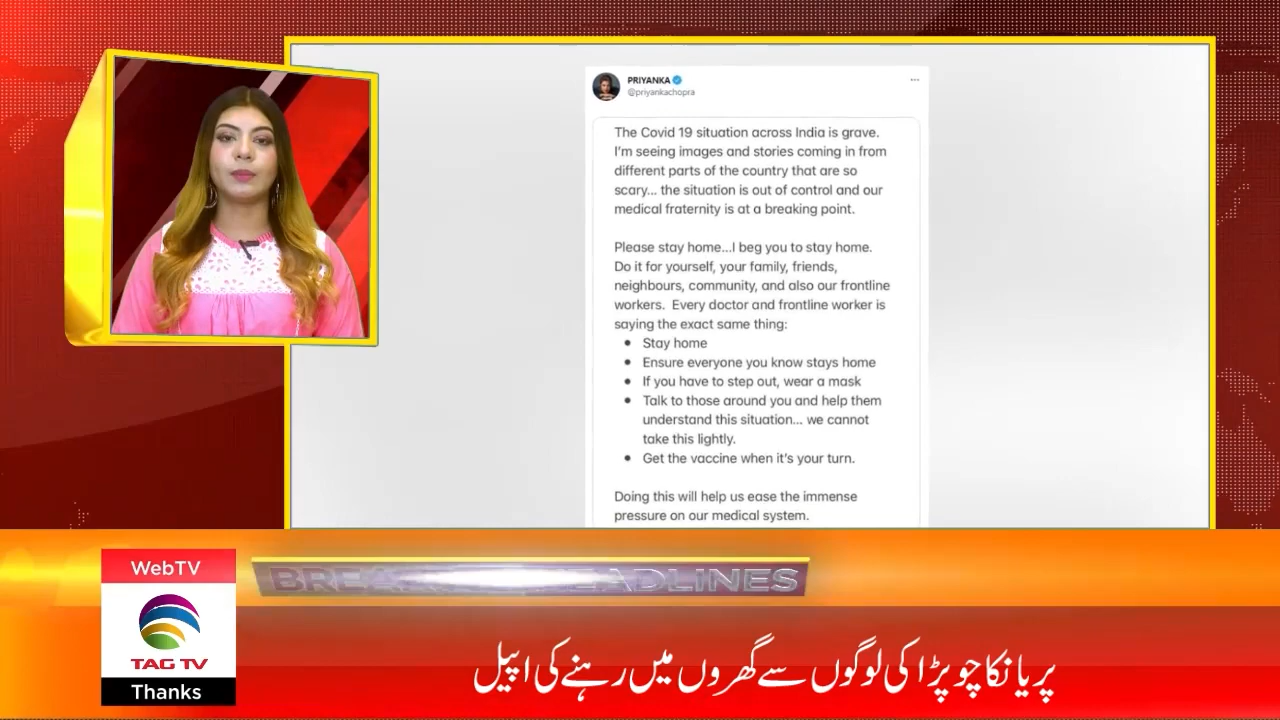 PRIYANKA
@priyankachopra
The Covid 19 situation across India is grave.
I'm seeing images and stories coming in from
different parts of the country that are so
scary... the situation is out of control and our
medical fraternity is at a breaking point.
Please stay home...I beg you to stay home.
Do it for yourself, your family, friends,
neighbours, community, and also our frontline
workers. Every doctor and frontline worker is
saying the exact same thing:
• Stay home
• Ensure everyone you know stays home
• If you have to step out, wear a mask
• Talk to those around you and help them
understand this situation... we cannot
take this lightly.
• Get the vaccine when it's your turn.
Doing this will help us ease the immense
pressure on our medical system.
WebTV
TAG TV
Thanks
پریانکا چوپڑا کی لوگوں سے گھروں میں رہنے کی اپیل